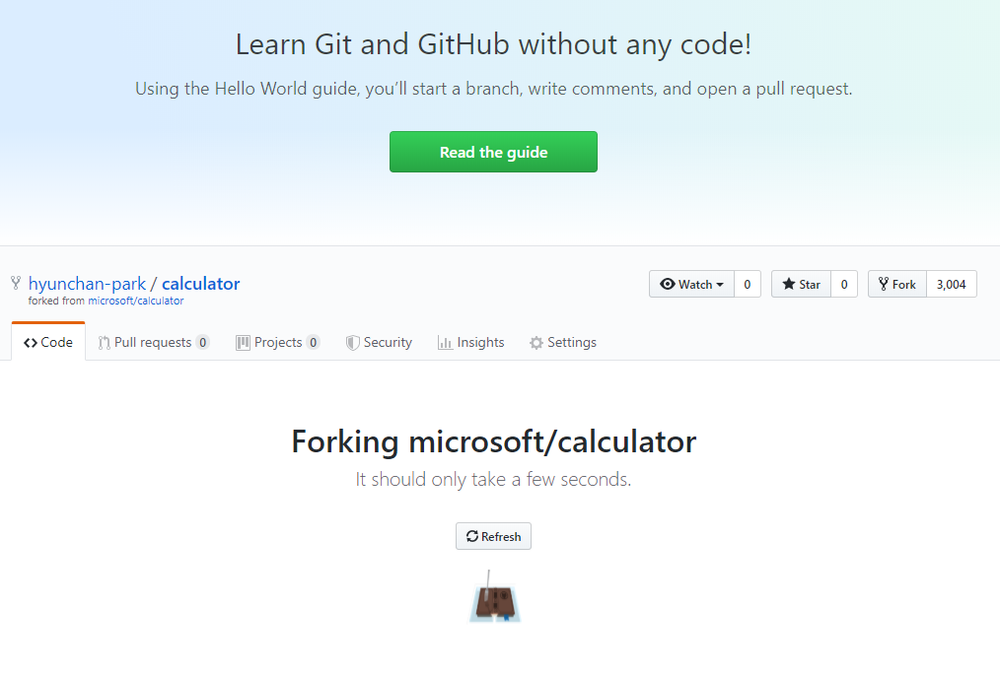 Learn Git and GitHub without any code!
Using the Hello World guide, you’ll start a branch, write comments, and open a pull request.
Read the guide
hyunchan-park / calculator
forked from microsoft/calculator
Watch 0 Star 0 Fork 3,004
Code Pull requests 0 Projects 0 Security Insights Settings
Forking microsoft/calculator
It should only take a few seconds.
Refresh